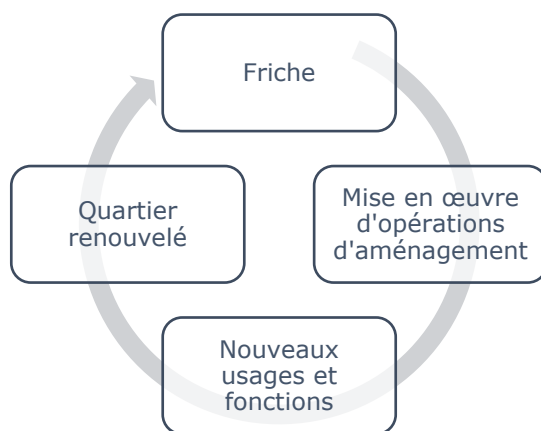 Friche
Mise en œuvre
d'opérations
d'aménagement
Nouveaux
usages et
fonctions
Quartier
renouvelé